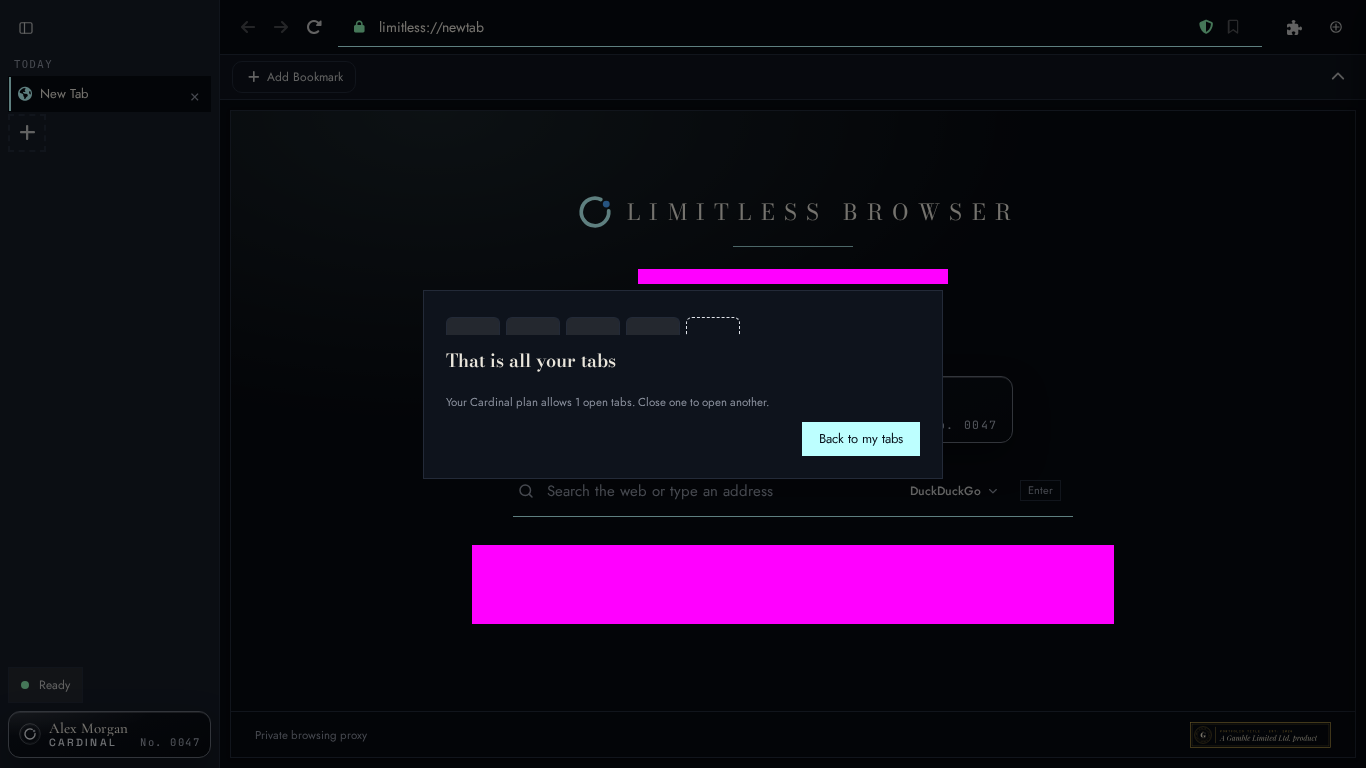 limitless://newtab
TODAY
Add Bookmark
New Tab
LIMITLESS BROWSER
That is all your tabs
Your Cardinal plan allows 1 open tabs. Close one to open another.
No. 0047
Back to my tabs
Search the web or type an address
DuckDuckGo
Enter
Ready
Alex Morgan
CARDINAL No. 0047
Private browsing proxy
G
A Gamble Limited Ltd. product